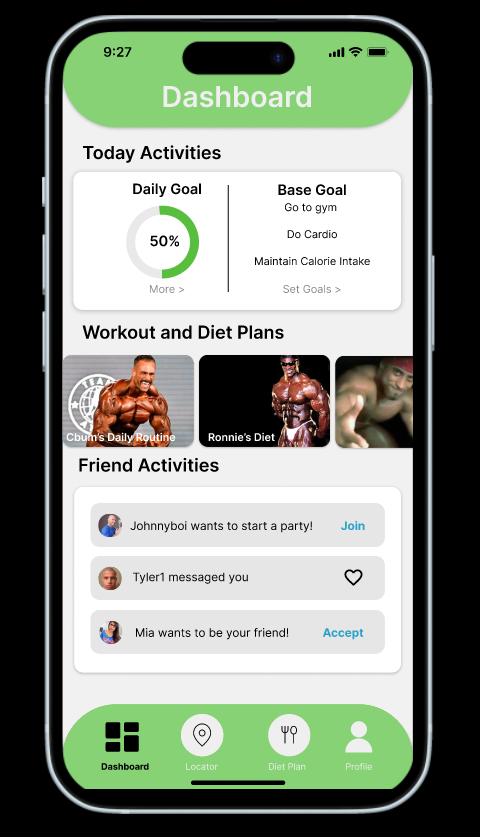 9:27
Dashboard
Today Activities
Daily Goal
50%
More >
Base Goal
Go to gym
Do Cardio
Maintain Calorie Intake
Set Goals >
Workout and Diet Plans
TEAM
Cbum's Daily Routine
Ronnie's Diet
Friend Activities
Johnnyboi wants to start a party!
Join
Tyler1 messaged you
Mia wants to be your friend!
Accept
Dashboard
Locator
Diet Plan
Profile